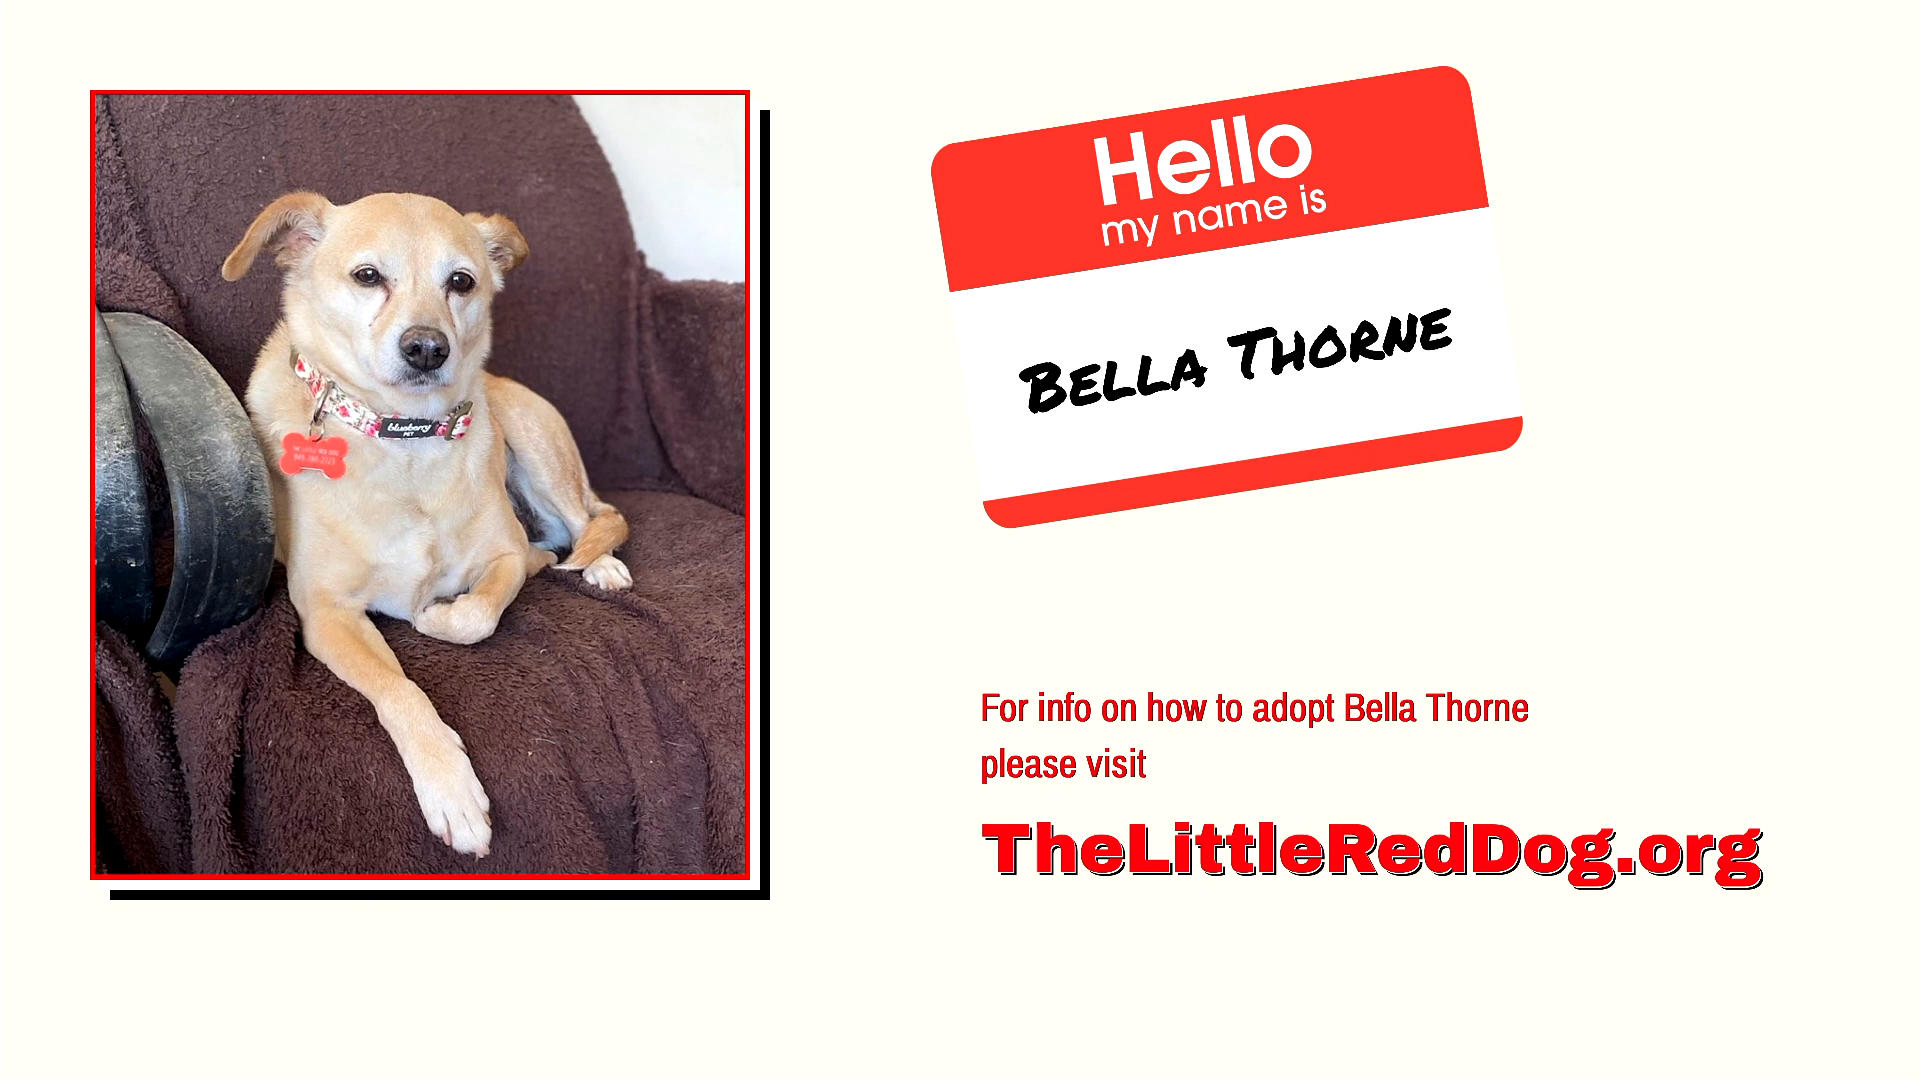 Hello
my name is
Bella Thorne
blueberry
PET
For info on how to adopt Bella Thorne
please visit
TheLittleRedDog.org